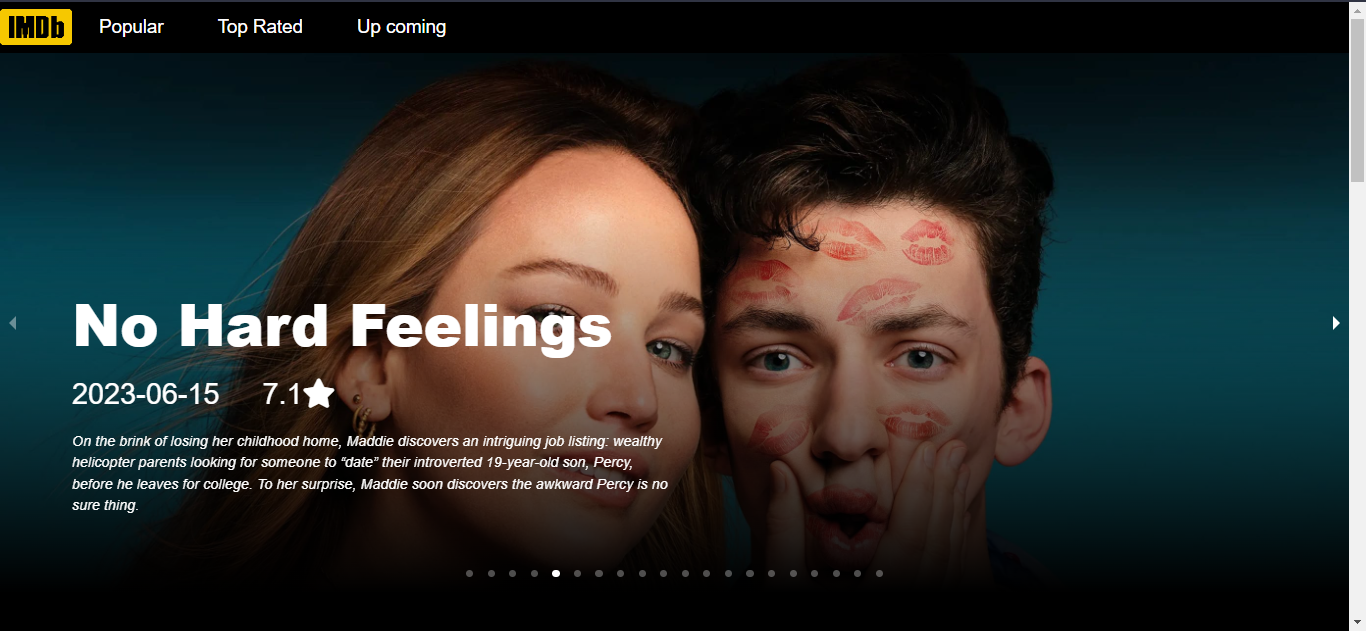 IMDb Popular Top Rated Up coming
No Hard Feelings
2023-06-15 7.1
On the brink of losing her childhood home, Maddie discovers an intriguing job listing: wealthy
helicopter parents looking for someone to “date” their introverted 19-year-old son, Percy,
before he leaves for college. To her surprise, Maddie soon discovers the awkward Percy is no
sure thing.